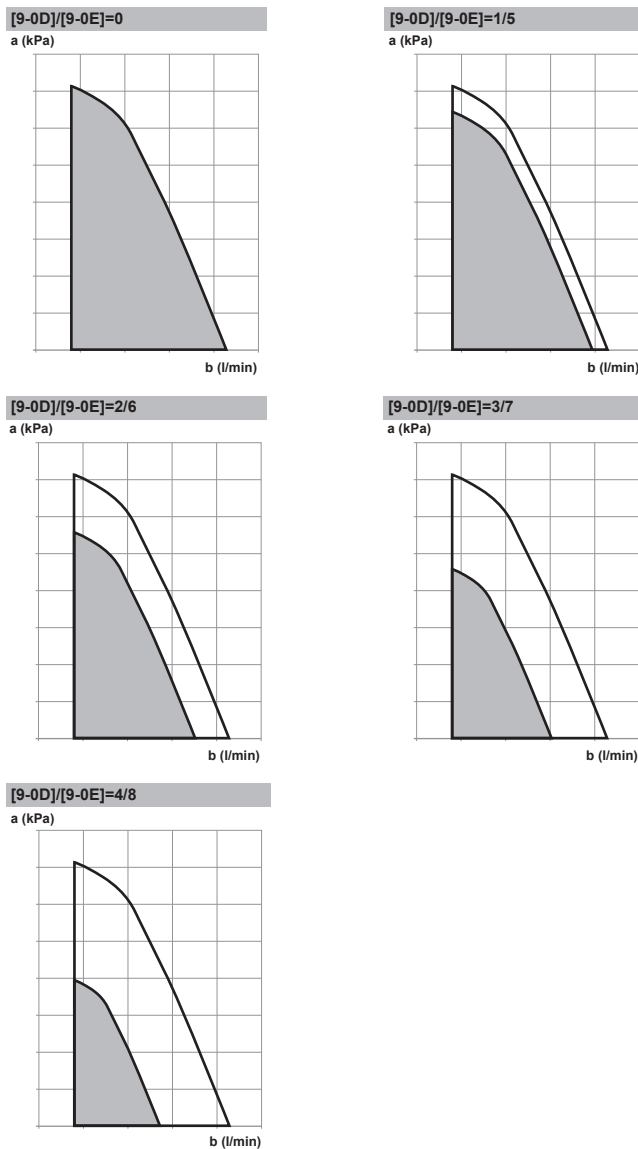 [9-0D]/[9-0E]=0
a (kPa)
b (l/min)
[9-0D]/[9-0E]=1/5
a (kPa)
b (l/min)
[9-0D]/[9-0E]=2/6
a (kPa)
b (l/min)
[9-0D]/[9-0E]=3/7
a (kPa)
b (l/min)
[9-0D]/[9-0E]=4/8
a (kPa)
b (l/min)